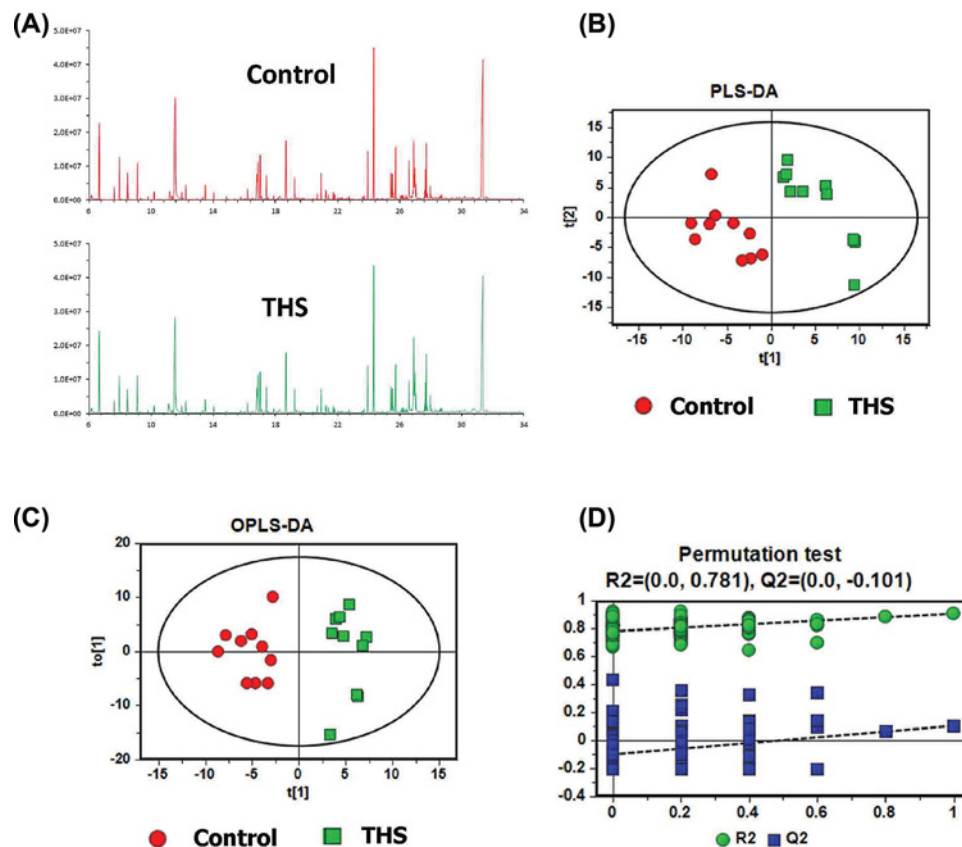 (A)
5.0E+07
4.0E+07
3.0E+07
2.0E+07
1.0E+07
0.0E+00
Control
6 10 14 18 22 26 30 34
5.0E+07
4.0E+07
3.0E+07
2.0E+07
1.0E+07
0.0E+00
THS
6 10 14 18 22 26 30 34
(B)
PLS-DA
15
10
5
0
-5
-10
-15
t[2]
-15 -10 -5 0 5 10 15
t[1]
Control THS
(C)
OPLS-DA
20
10
0
-10
-20
to[1]
-15 -10 -5 0 5 10 15
t[1]
Control THS
(D)
Permutation test
R2=(0.0, 0.781), Q2=(0.0, -0.101)
1
0.8
0.6
0.4
0.2
0
-0.2
-0.4
0 0.2 0.4 0.6 0.8 1
R2 Q2